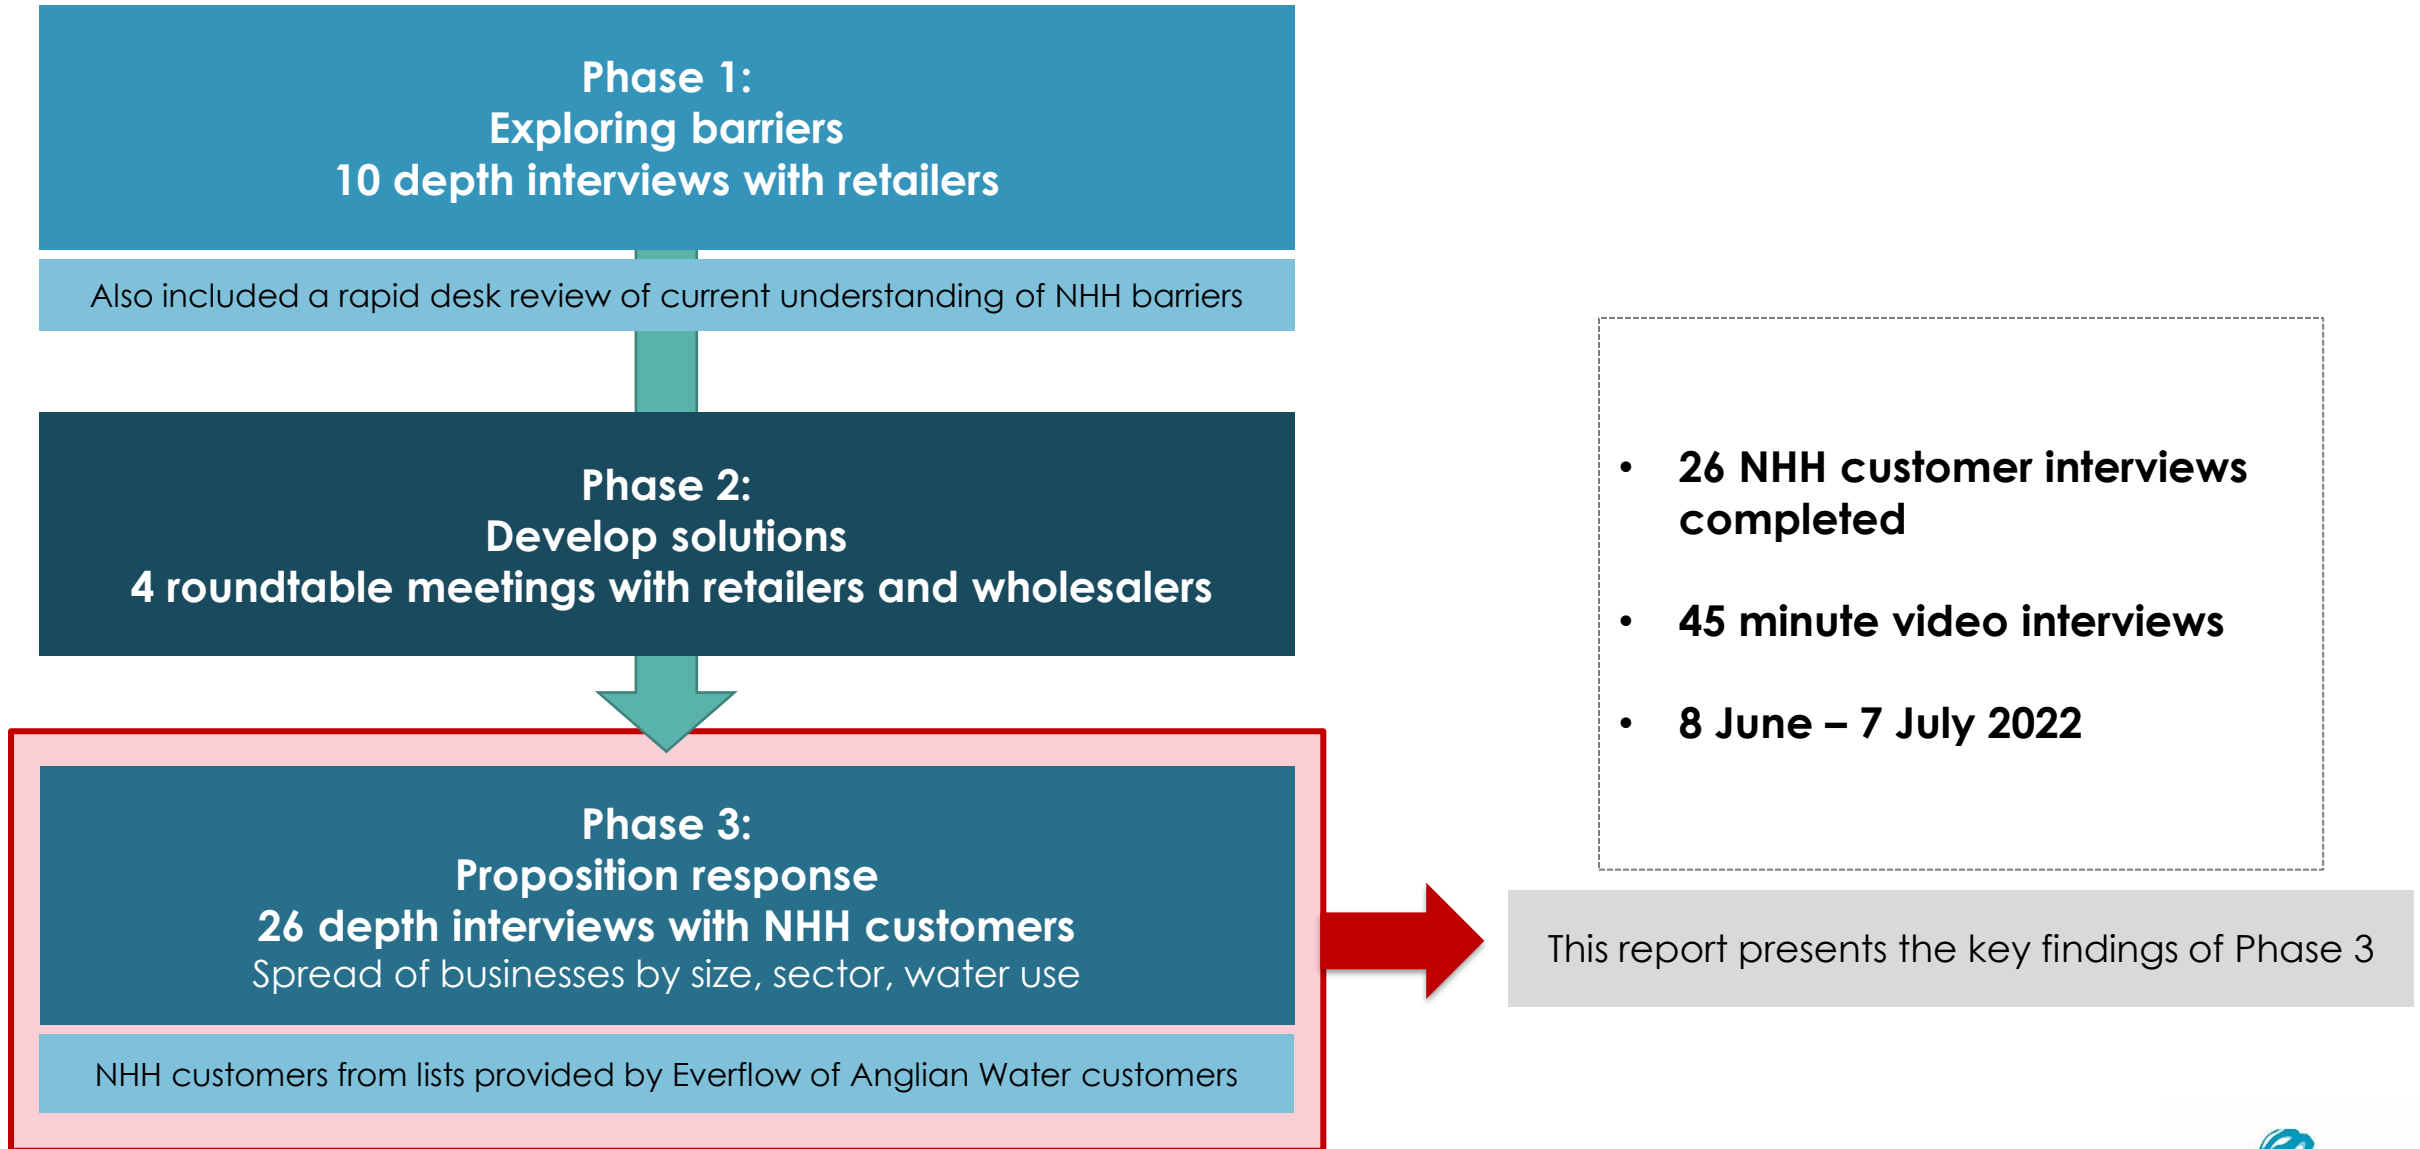 Phase 1:
Exploring barriers
10 depth interviews with retailers
Also included a rapid desk review of current understanding of NHH barriers
Phase 2:
Develop solutions
4 roundtable meetings with retailers and wholesalers
Phase 3:
Proposition response
26 depth interviews with NHH customers
Spread of businesses by size, sector, water use
NHH customers from lists provided by Everflow of Anglian Water customers
• 26 NHH customer interviews
completed
• 45 minute video interviews
• 8 June – 7 July 2022
This report presents the key findings of Phase 3